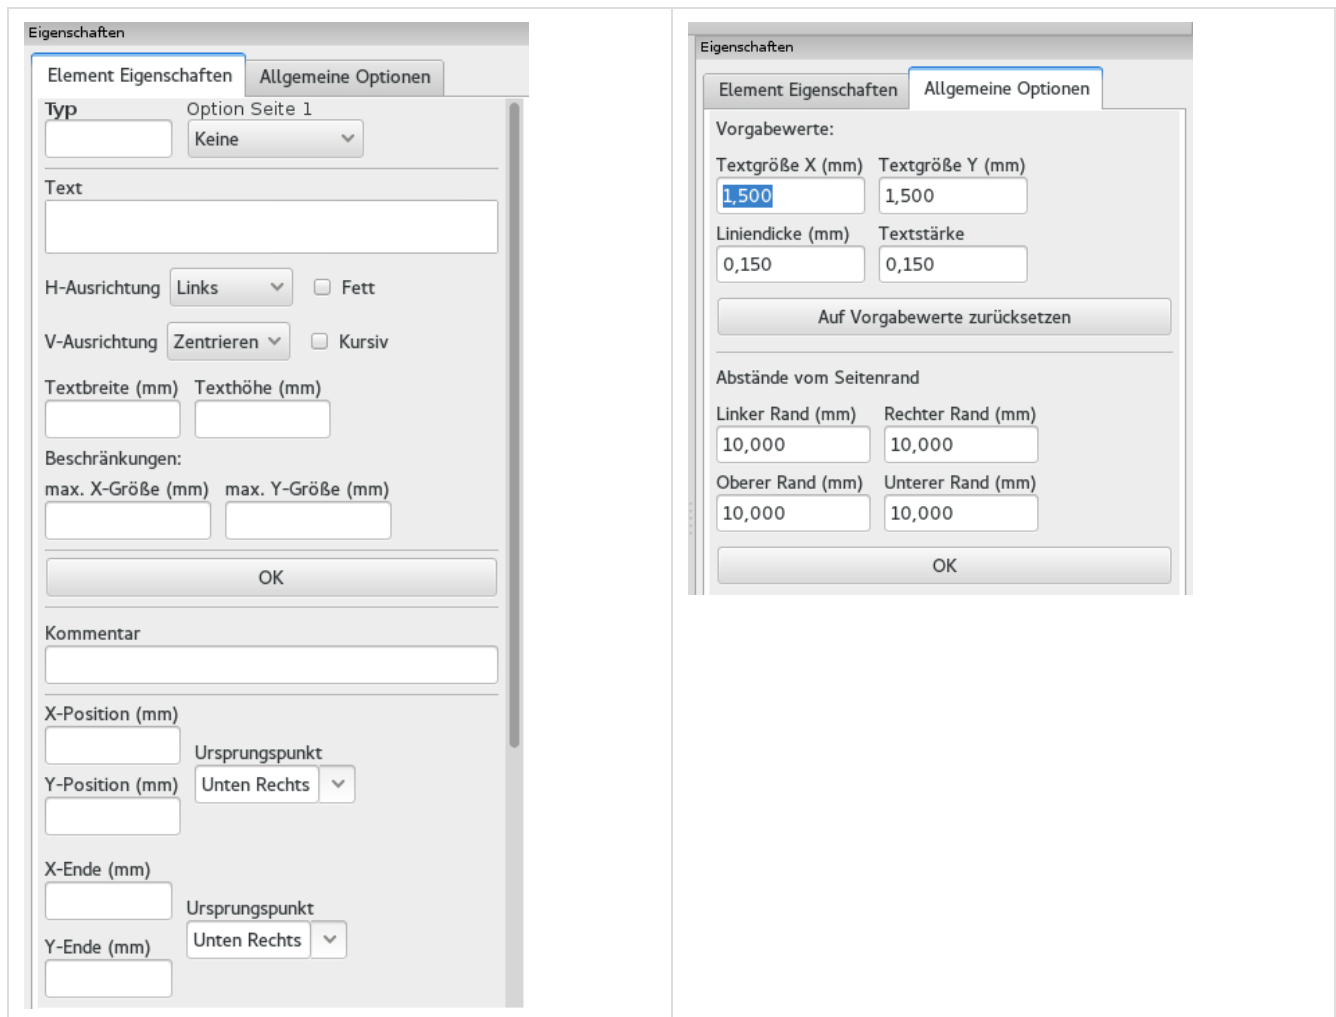 Eigenschaften
Element Eigenschaften Allgemeine Optionen
Typ Option Seite 1
Keine
Text
H-Ausrichtung Links Fett
V-Ausrichtung Zentrieren Kursiv
Textbreite (mm) Texthöhe (mm)
Beschränkungen:
max. X-Größe (mm) max. Y-Größe (mm)
OK
Kommentar
X-Position (mm)
Ursprungspunkt
Y-Position (mm) Unten Rechts
X-Ende (mm)
Ursprungspunkt
Y-Ende (mm) Unten Rechts
Eigenschaften
Element Eigenschaften Allgemeine Optionen
Vorgabewerte:
Textgröße X (mm) Textgröße Y (mm)
1,500 1,500
Liniendicke (mm) Textstärke
0,150 0,150
Auf Vorgabewerte zurücksetzen
Abstände vom Seitenrand
Linker Rand (mm) Rechter Rand (mm)
10,000 10,000
Oberer Rand (mm) Unterer Rand (mm)
10,000 10,000
OK